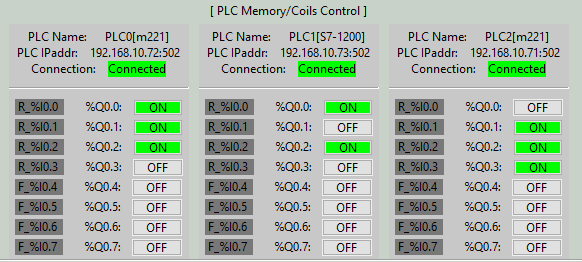 [ PLC Memory/Coils Control ]
PLC Name: PLC0[m221] PLC Name: PLC1[S7-1200] PLC Name: PLC2[m221]
PLC IPaddr: 192.168.10.72:502 PLC IPaddr: 192.168.10.73:502 PLC IPaddr: 192.168.10.71:502
Connection: Connected Connection: Connected Connection: Connected
R_%I0.0 %Q0.0: ON R_%I0.0 %Q0.0: ON R_%I0.0 %Q0.0: OFF
R_%I0.1 %Q0.1: ON R_%I0.1 %Q0.1: OFF R_%I0.1 %Q0.1: ON
R_%I0.2 %Q0.2: ON R_%I0.2 %Q0.2: ON R_%I0.2 %Q0.2: ON
R_%I0.3 %Q0.3: OFF R_%I0.3 %Q0.3: OFF R_%I0.3 %Q0.3: ON
F_%I0.4 %Q0.4: OFF F_%I0.4 %Q0.4: OFF F_%I0.4 %Q0.4: OFF
F_%I0.5 %Q0.5: OFF F_%I0.5 %Q0.5: OFF F_%I0.5 %Q0.5: OFF
F_%I0.6 %Q0.6: OFF F_%I0.6 %Q0.6: OFF F_%I0.6 %Q0.6: OFF
F_%I0.7 %Q0.7: OFF F_%I0.7 %Q0.7: OFF F_%I0.7 %Q0.7: OFF